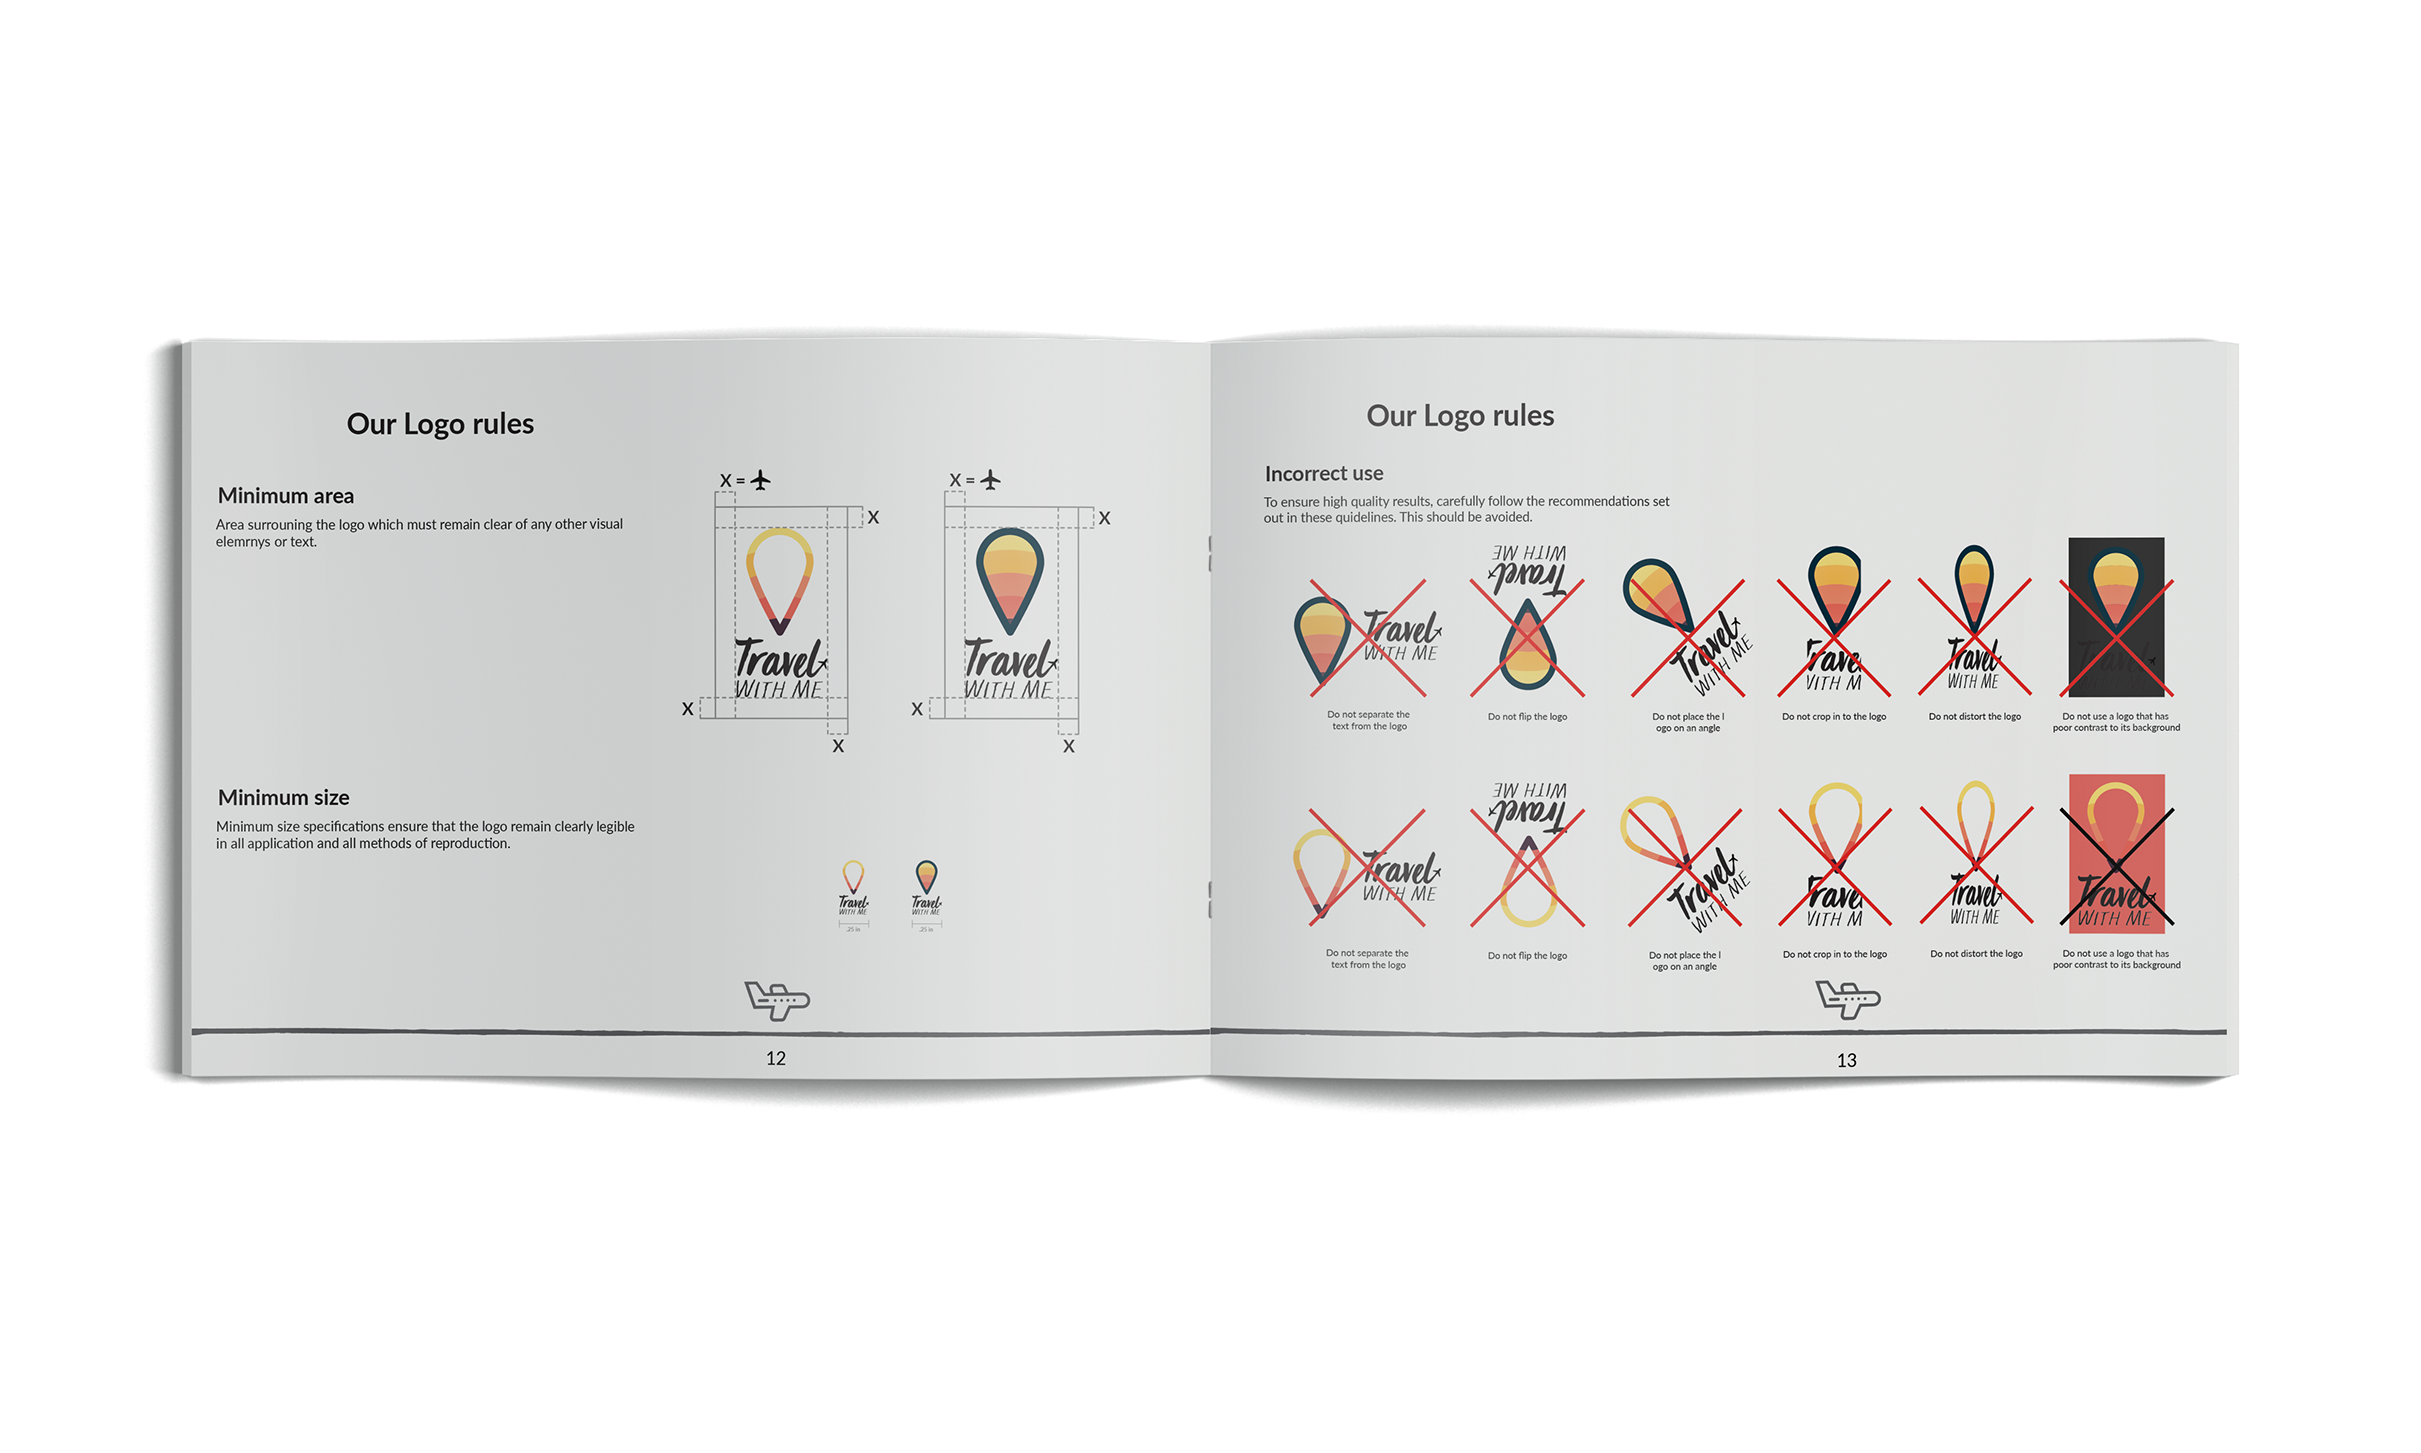 Our Logo rules
Minimum area
Area surrouning the logo which must remain clear of any other visual
elemrnys or text.
X =
X
Travel
WITH ME
X
X
X =
X
Travel
WITH ME
X
X
Minimum size
Minimum size specifications ensure that the logo remain clearly legible
in all application and all methods of reproduction.
Travel
WITH ME
.25 in
Travel
WITH ME
.25 in
12
Our Logo rules
Incorrect use
To ensure high quality results, carefully follow the recommendations set
out in these quidelines. This should be avoided.
Travel
WITH ME
Do not separate the
text from the logo
Travel
WITH ME
Do not flip the logo
Travel
WITH ME
Do not place the l
ogo on an angle
Travel
WITH M
Do not crop in to the logo
Travel
WITH ME
Do not distort the logo
Travel
Do not use a logo that has
poor contrast to its background
Travel
WITH ME
Do not separate the
text from the logo
Travel
WITH ME
Do not flip the logo
Travel
WITH ME
Do not place the l
ogo on an angle
Travel
WITH M
Do not crop in to the logo
Travel
WITH ME
Do not distort the logo
Travel
WITH ME
Do not use a logo that has
poor contrast to its background
13